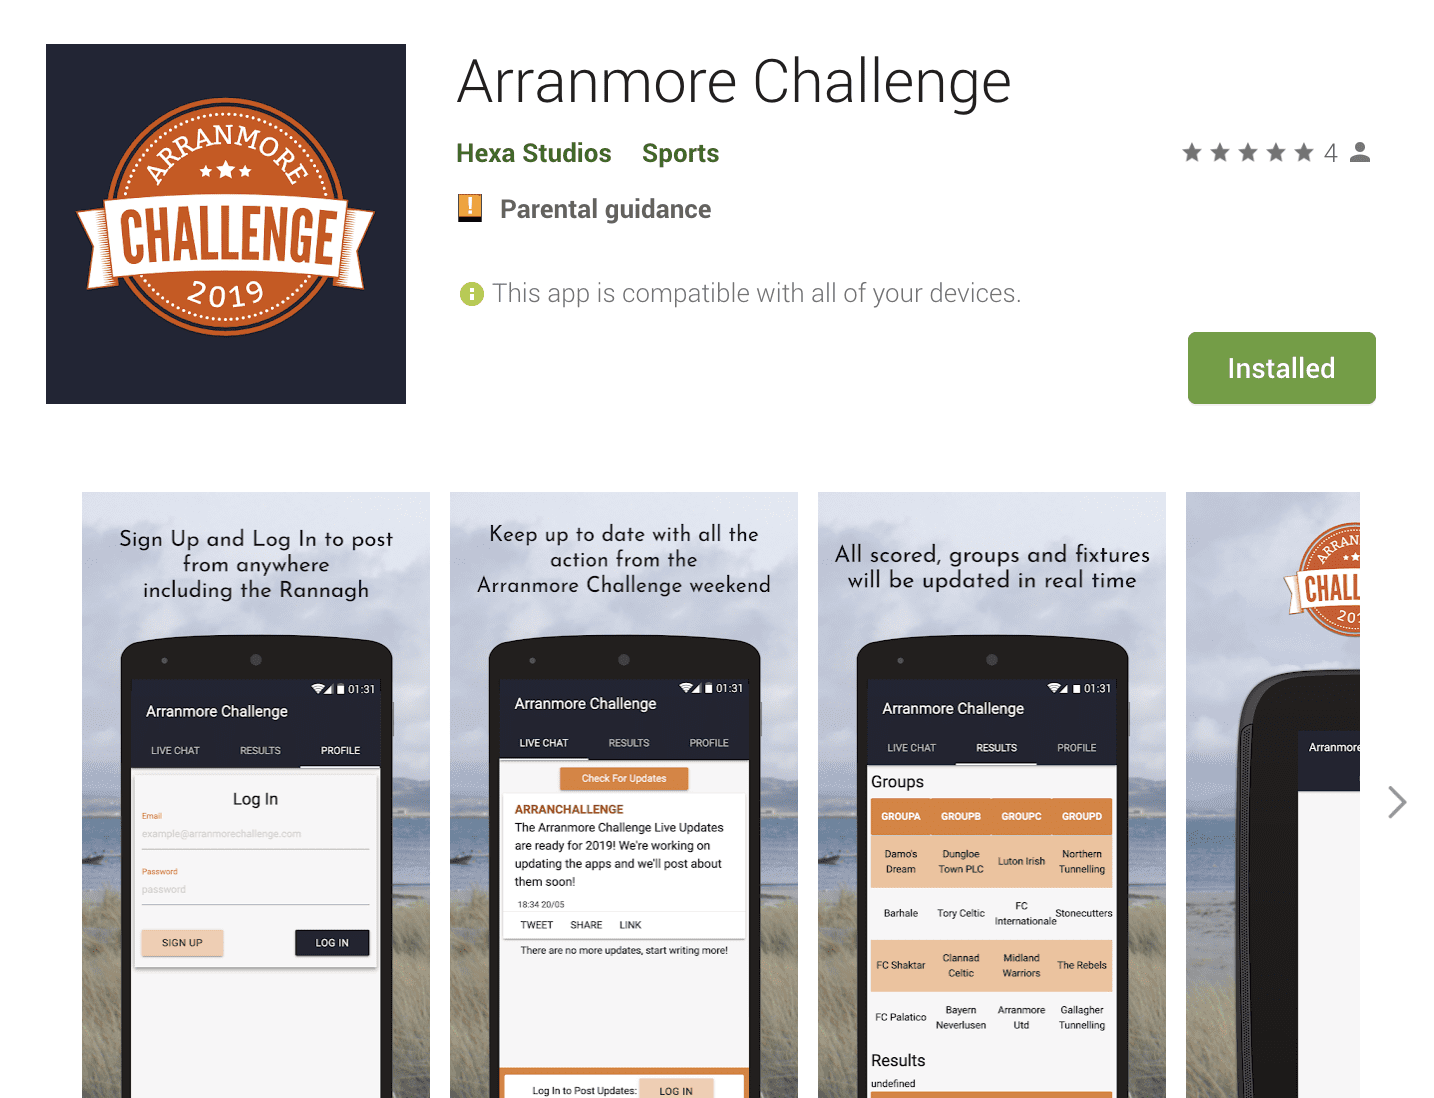 ARRANMORE
CHALLENGE
2019
Arranmore Challenge
Hexa Studios Sports
4
Parental guidance
This app is compatible with all of your devices.
Installed
Sign Up and Log In to post
from anywhere
including the Rannagh
01:31
Arranmore Challenge
LIVE CHAT RESULTS PROFILE
Log In
Email
example@arranmorechallenge.com
Password
password
SIGN UP LOG IN
Keep up to date with all the
action from the
Arranmore Challenge weekend
01:31
Arranmore Challenge
LIVE CHAT RESULTS PROFILE
Check For Updates
ARRANCHALLENGE
The Arranmore Challenge Live Updates
are ready for 2019! We're working on
updating the apps and we'll post about
them soon!
18:34 20/05
TWEET SHARE LINK
There are no more updates, start writing more!
Log In to Post Updates: LOG IN
All scored, groups and fixtures
will be updated in real time
01:31
Arranmore Challenge
LIVE CHAT RESULTS PROFILE
Groups
GROUPA GROUPB GROUPC GROUPD
Damo's Dungloe Luton Irish Northern
Dream Town PLC Tunnelling
Barhale Tory Celtic FC Stonecutters
Internationale
FC Shaktar Clannad Midland The Rebels
Celtic Warriors
FC Palatico Bayern Arranmore Gallagher
Neverlusen Utd Tunnelling
Results
undefined
ARRAN
CHALL
201
Arranmore